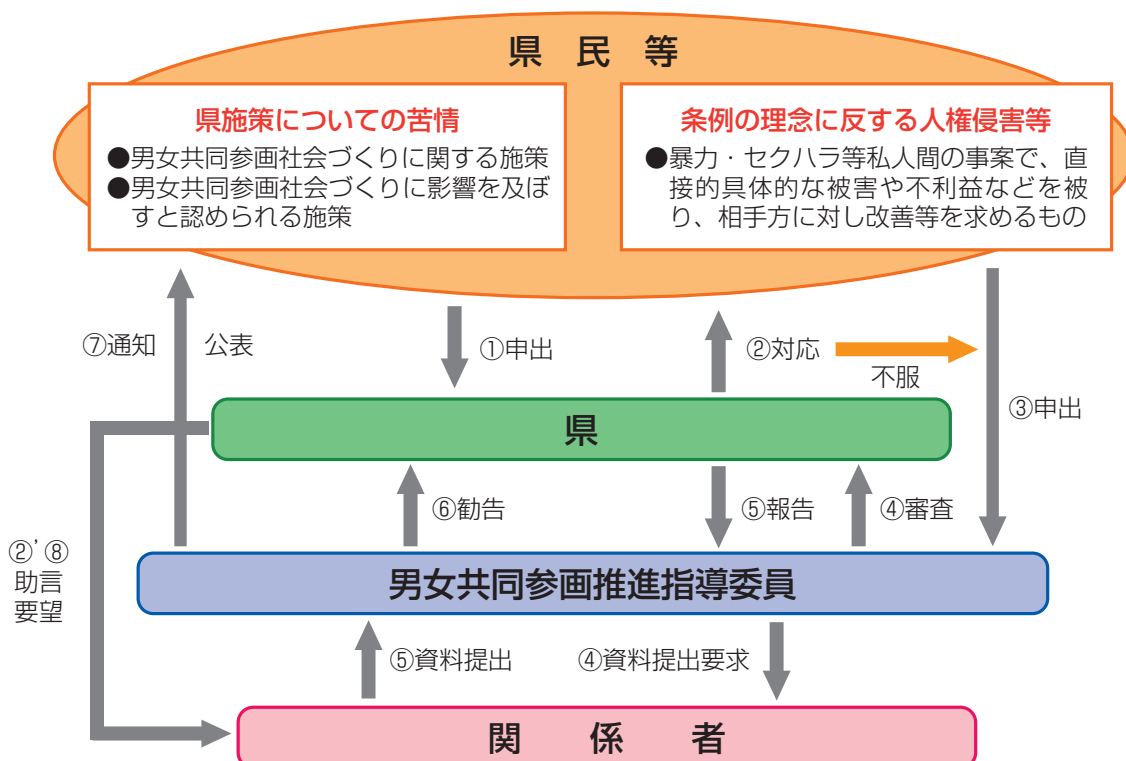 県 民 等
県施策についての苦情
●男女共同参画社会づくりに関する施策
●男女共同参画社会づくりに影響を及ぼ
すと認められる施策
条例の理念に反する人権侵害等
●暴力・セクハラ等私人間の事案で、直
接的具体的な被害や不利益などを被
り、相手方に対し改善等を求めるもの
⑦通知 公表
①申出
②対応
不服
③申出
県
⑥勧告
⑤報告
④審査
②' ⑧
助言
要望
男女共同参画推進指導委員
⑤資料提出
④資料提出要求
関 係 者